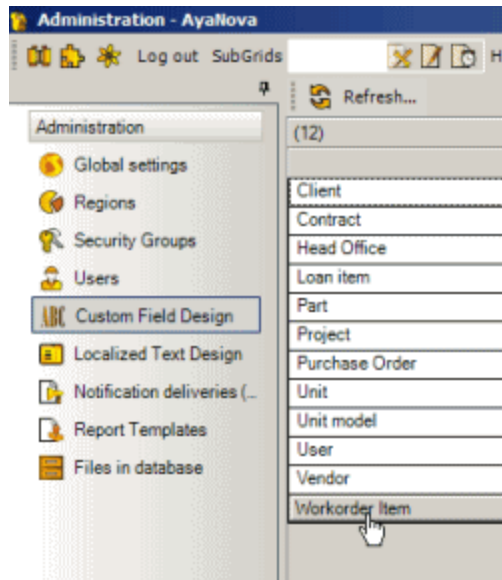 Administration - AyaNova
Log out SubGrids
Refresh...
Administration
(12)
Global settings
Regions
Security Groups
Users
ABC Custom Field Design
Localized Text Design
Notification deliveries (...
Report Templates
Files in database
Client
Contract
Head Office
Loan item
Part
Project
Purchase Order
Unit
Unit model
User
Vendor
Workorder Item